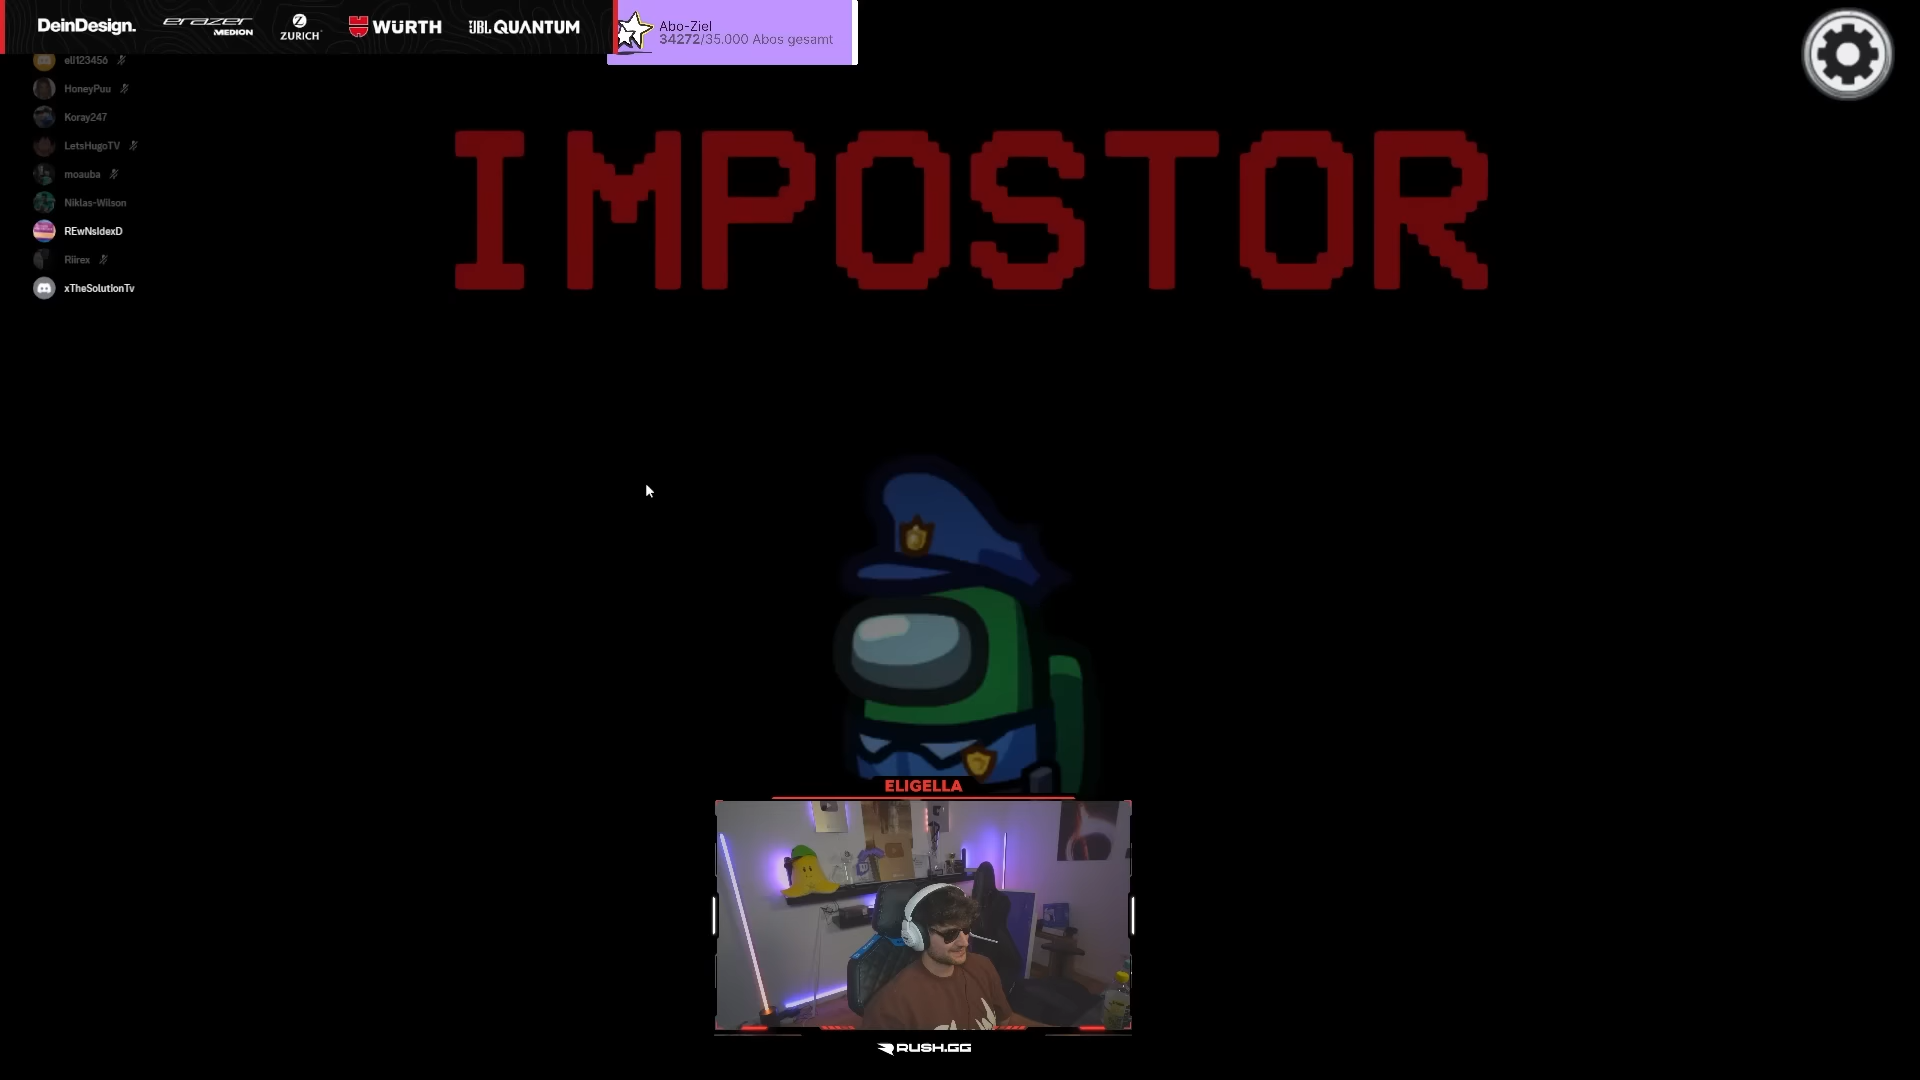 DeinDesign.
erazer
MEDION
ZURICH
WÜRTH
JBL QUANTUM
Abo-Ziel
34272/35.000 Abos gesamt
eli123456
HoneyPuu
Koray247
LetsHugoTV
moauba
Niklas-Wilson
REwNsIdexD
Riirex
xTheSolutionTv
IMPOSTOR
ELIGELLA
RUSH.GG